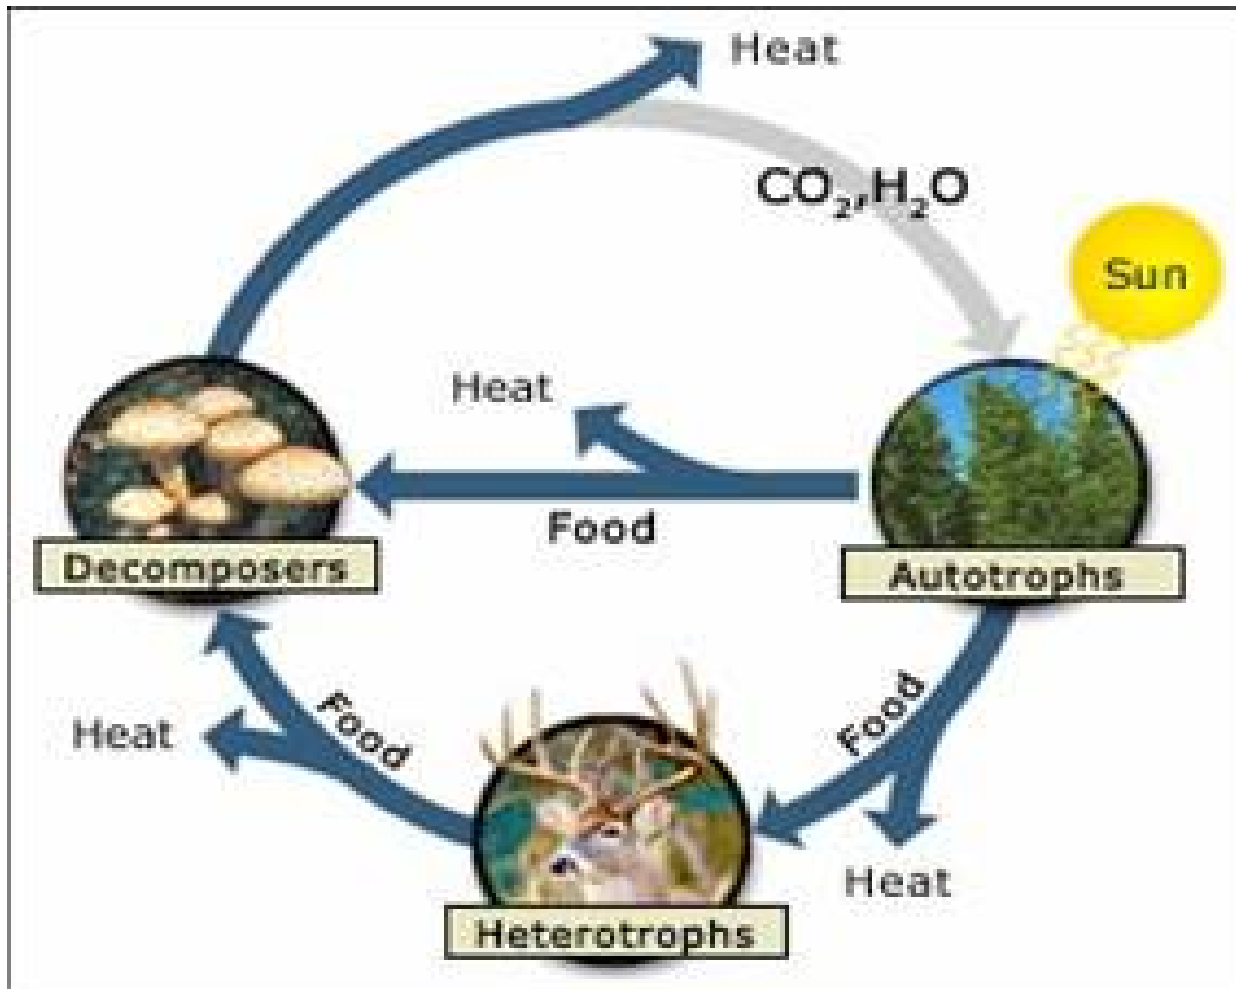 Heat
CO₂,H₂O
Sun
Heat
Food
Decomposers
Autotrophs
Food
Food
Heat
Heat
Heterotrophs